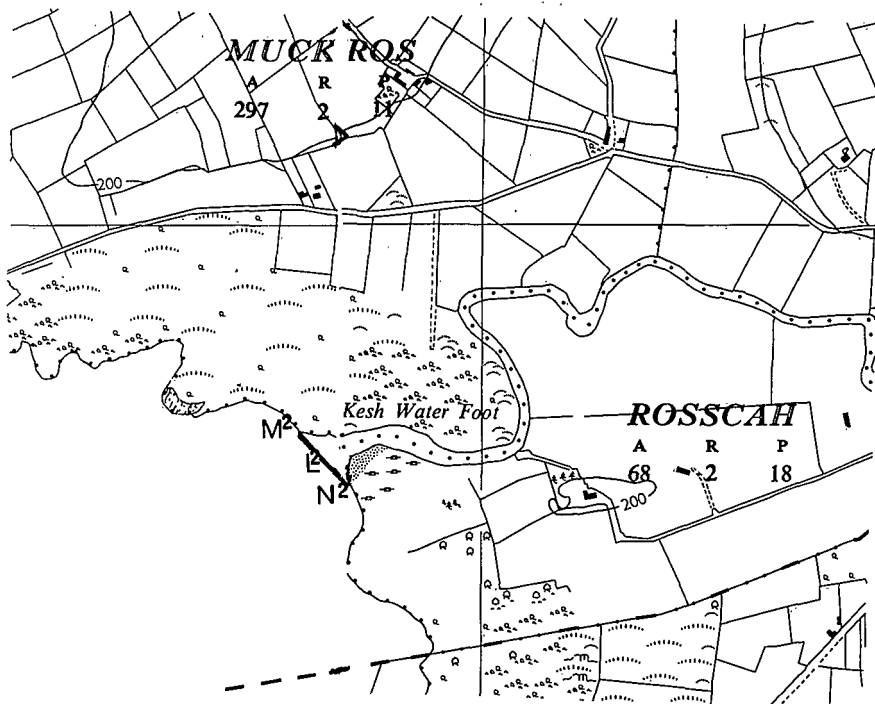 MUCK ROS
A R P
297 2 11
200
Kesh Water Foot
ROSSCAH
A R P
68 2 18
M²
L²
N²
200